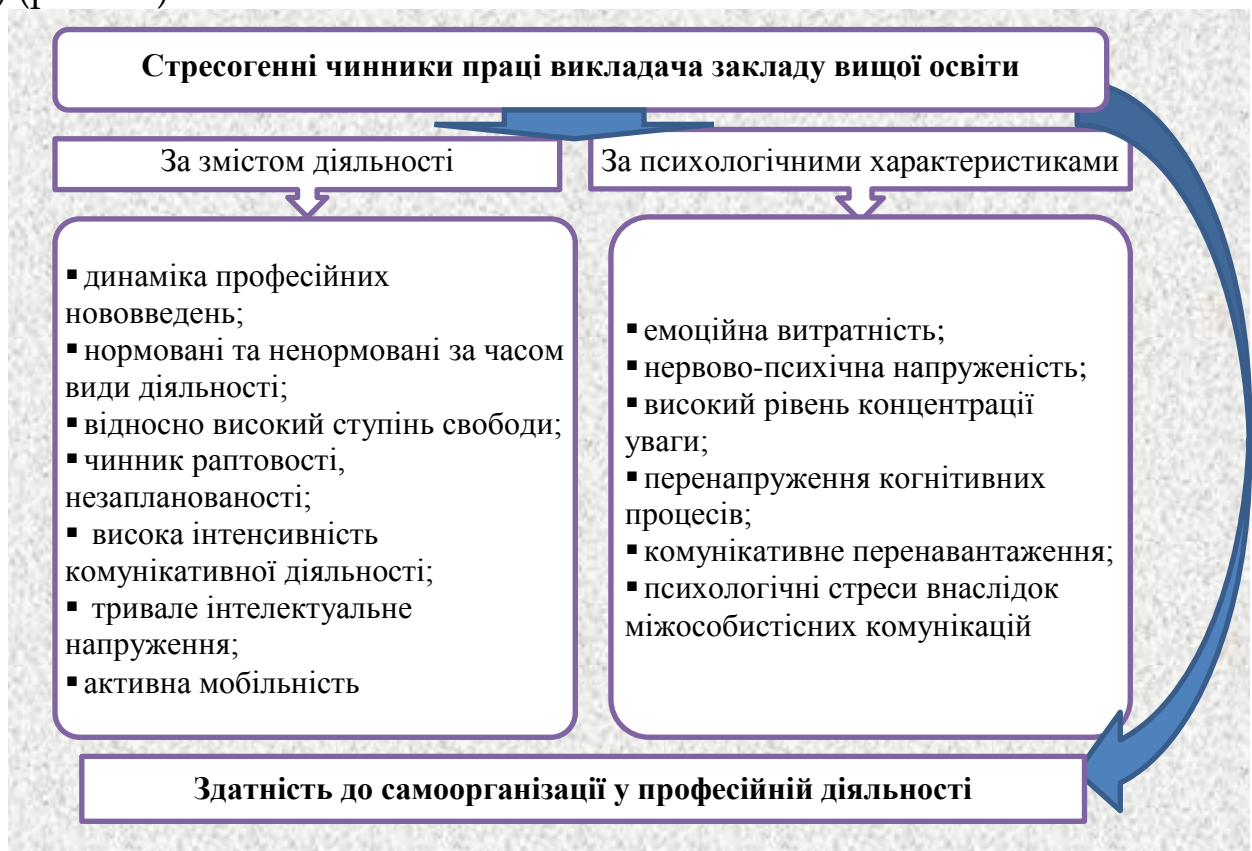 Стресогенні чинники праці викладача закладу вищої освіти
За змістом діяльності
За психологічними характеристиками
▪ динаміка професійних
нововведень;
▪ нормовані та ненормовані за часом
види діяльності;
▪ відносно високий ступінь свободи;
▪ чинник раптовості,
незапланованості;
▪ висока інтенсивність
комунікативної діяльності;
▪ тривале інтелектуальне
напруження;
▪ активна мобільність
▪ емоційна витратність;
▪ нервово-психічна напруженість;
▪ високий рівень концентрації
уваги;
▪ перенапруження когнітивних
процесів;
▪ комунікативне перенавантаження;
▪ психологічні стреси внаслідок
міжособистісних комунікацій
Здатність до самоорганізації у професійній діяльності